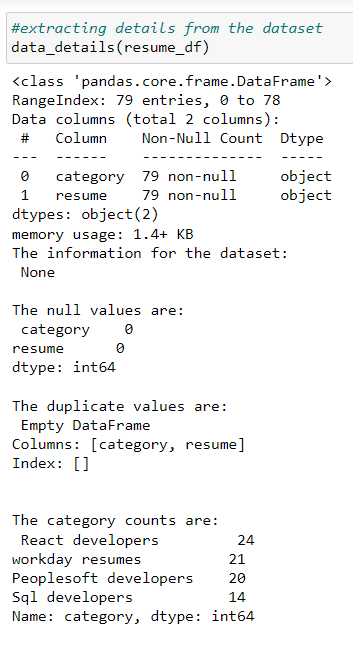 #extracting details from the dataset
data_details(resume_df)
<class 'pandas.core.frame.DataFrame'>
RangeIndex: 79 entries, 0 to 78
Data columns (total 2 columns):
 #   Column    Non-Null Count  Dtype
---  ------    --------------  -----
 0   category  79 non-null     object
 1   resume    79 non-null     object
dtypes: object(2)
memory usage: 1.4+ KB
The information for the dataset:
 None
The null values are:
 category    0
resume      0
dtype: int64
The duplicate values are:
 Empty DataFrame
Columns: [category, resume]
Index: []
The category counts are:
 React developers         24
workday resumes          21
Peoplesoft developers    20
Sql developers           14
Name: category, dtype: int64